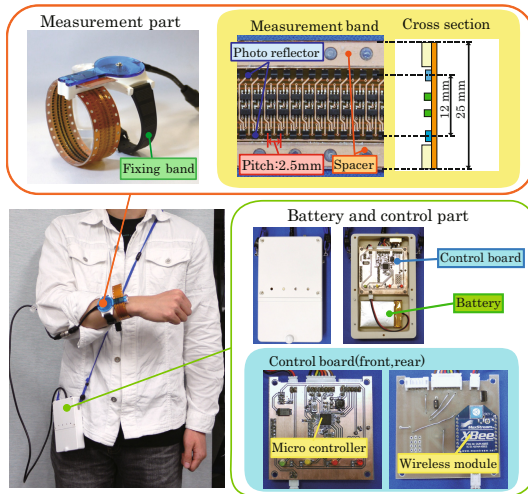 Measurement part
Measurement band
Cross section
Photo reflector
12 mm
25 mm
Fixing band
Pitch:2.5mm
Spacer
Battery and control part
Control board
Battery
Control board(front,rear)
Micro controller
XBee
Wireless module